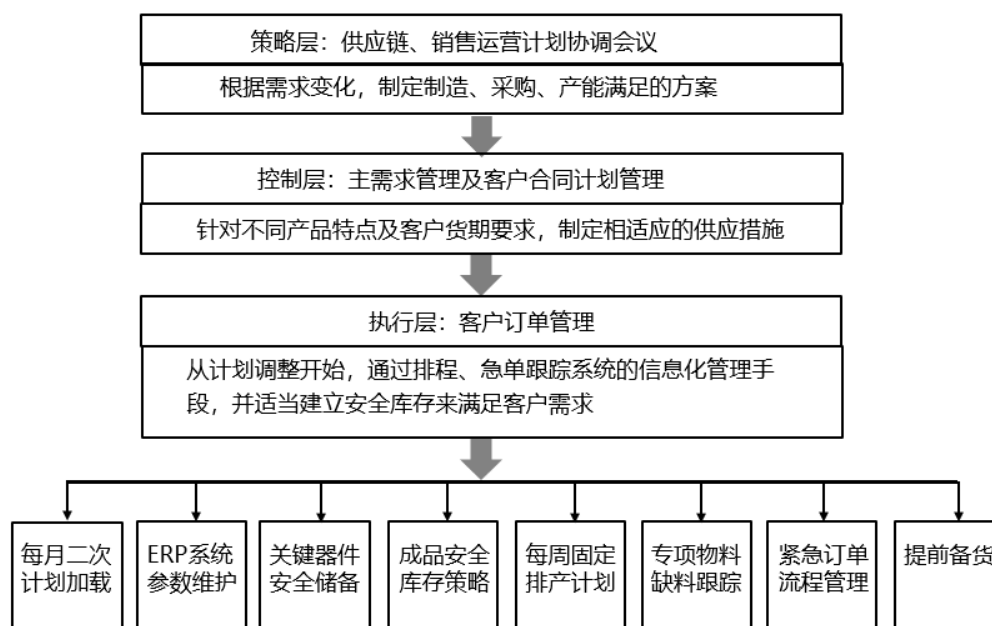 策略层：供应链、销售运营计划协调会议
根据需求变化，制定制造、采购、产能满足的方案
控制层：主需求管理及客户合同计划管理
针对不同产品特点及客户货期要求，制定相适应的供应措施
执行层：客户订单管理
从计划调整开始，通过排程、急单跟踪系统的信息化管理手
段，并适当建立安全库存来满足客户需求
每月二次
计划加载
ERP系统
参数维护
关键器件
安全储备
成品安全
库存策略
每周固定
排产计划
专项物料
缺料跟踪
紧急订单
流程管理
提前备货